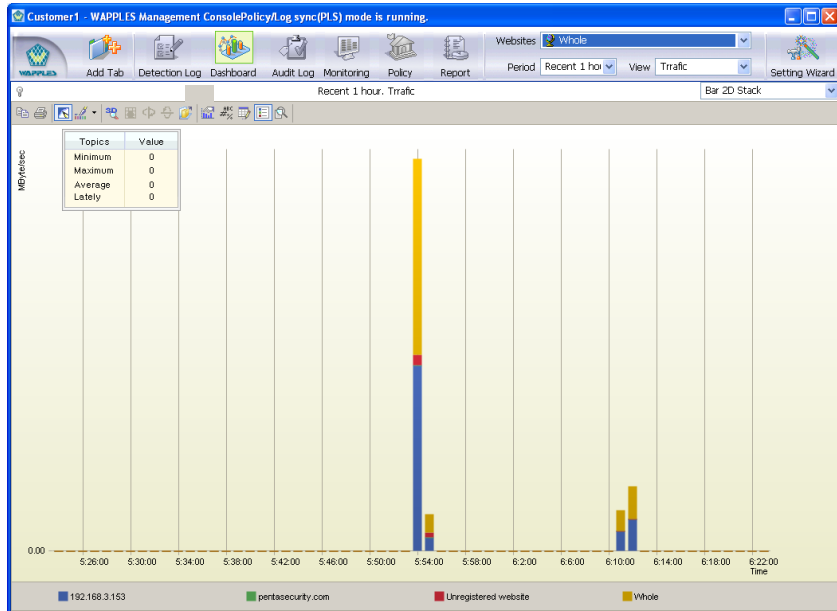 Customer1 - WAPPLES Management ConsolePolicy/Log sync(PLS) mode is running.
WAPPLES
Add Tab
Detection Log
Dashboard
Audit Log
Monitoring
Policy
Report
Websites
Whole
Period
Recent 1 hou
View
Trrafic
Setting Wizard
Recent 1 hour. Trrafic
Bar 2D Stack
3D
ABC
#%
Topics Value
Minimum 0
Maximum 0
Average 0
Lately 0
MByte/sec
0.00
5:26:00 5:30:00 5:34:00 5:38:00 5:42:00 5:46:00 5:50:00 5:54:00 5:58:00 6:2:00 6:6:00 6:10:00 6:14:00 6:18:00 6:22:00
Time
192.168.3.153
pentasecurity.com
Unregistered website
Whole